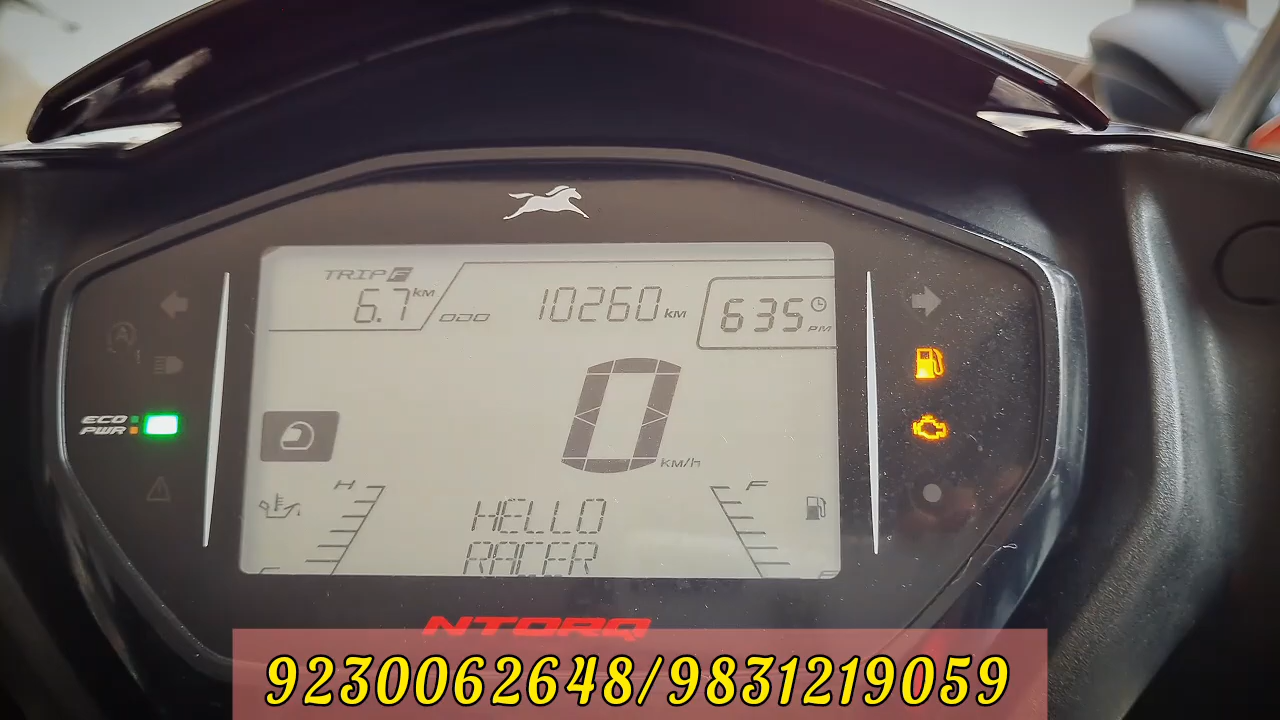 TRIP F
6.7 KM
ODO 10260 KM
635 PM
ECO
PWR
0 KM/h
H
F
HELLO
RACER
NTORQ
9230062648/9831219059